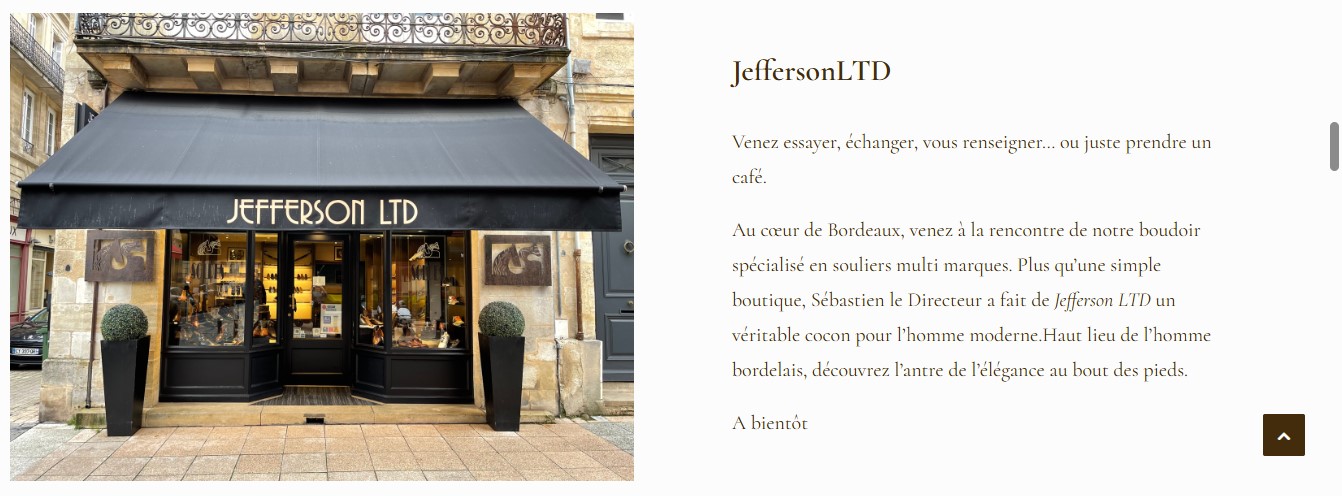 JEFFERSON LTD
JeffersonLTD
Venez essayer, échanger, vous renseigner... ou juste prendre un
café.
Au cœur de Bordeaux, venez à la rencontre de notre boudoir
spécialisé en souliers multi marques. Plus qu’une simple
boutique, Sébastien le Directeur a fait de Jefferson LTD un
véritable cocon pour l’homme moderne.Haut lieu de l’homme
bordelais, découvrez l’antre de l’élégance au bout des pieds.
A bientôt